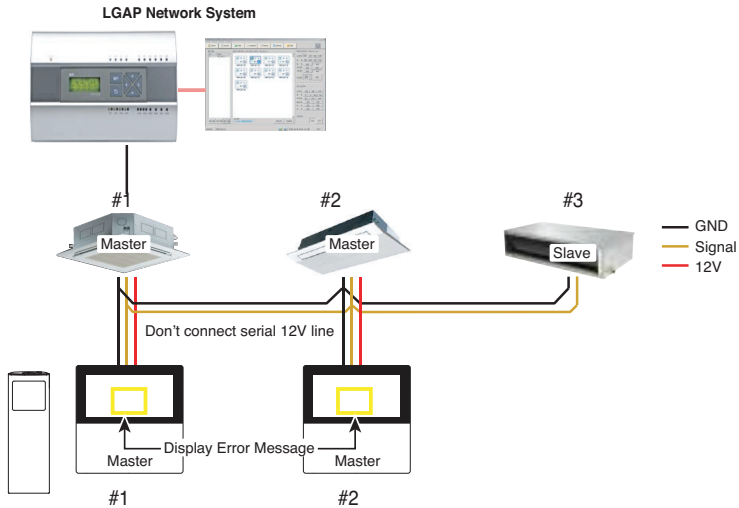 LGAP Network System
#1
#2
#3
Master
Master
Slave
GND
Signal
12V
Don't connect serial 12V line
Display Error Message
Master
Master
#1
#2